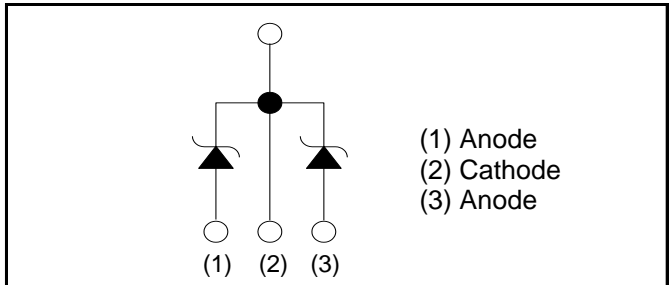 (1) Anode
(2) Cathode
(3) Anode
(1) (2) (3)